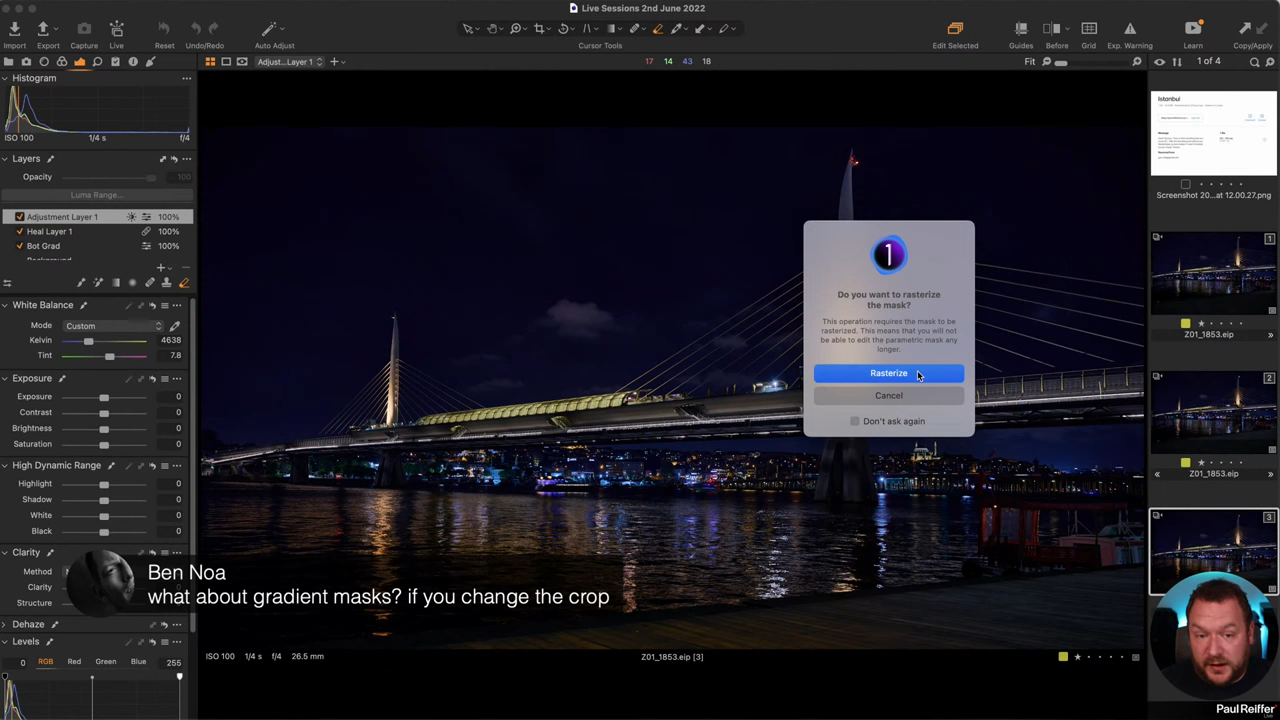 Live Sessions 2nd June 2022
Import
Export
Capture
Live
Reset
Undo/Redo
Auto Adjust
Cursor Tools
Edit Selected
Guides
Before
Grid
Exp. Warning
Learn
Copy/Apply
Adjust...Layer 1
17 14 43 18
Fit
1 of 4
Histogram
ISO 100 1/4 s f/4
Layers
Opacity 100
Luma Range...
Adjustment Layer 1 100%
Heal Layer 1 100%
Bot Grad 100%
White Balance
Mode Custom
Kelvin 4638
Tint 7.8
Exposure
Exposure 0
Contrast 0
Brightness 0
Saturation 0
High Dynamic Range
Highlight 0
Shadow 0
White 0
Black 0
Clarity
Method
Clarity
Structure
Dehaze
Levels
0 RGB Red Green Blue 255
1
Do you want to rasterize
the mask?
This operation requires the mask to be
rasterized. This means that you will not
be able to edit the parametric mask any
longer.
Rasterize
Cancel
Don't ask again
Ben Noa
what about gradient masks? if you change the crop
ISO 100 1/4 s f/4 26.5 mm
Z01_1853.eip [3]
Istanbul
Screenshot 20...at 12.00.27.png
1
Z01_1853.eip
2
Z01_1853.eip
3
PaulReiffer
Live